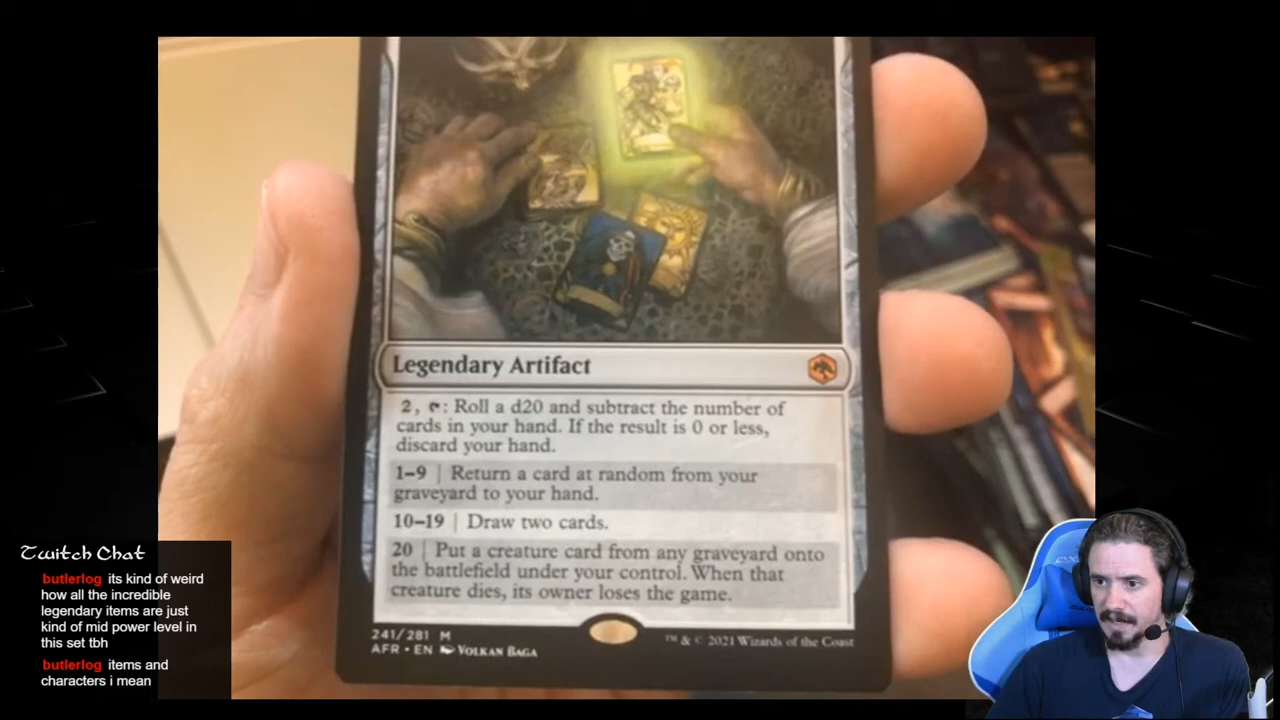 Legendary Artifact
2, : Roll a d20 and subtract the number of
cards in your hand. If the result is 0 or less,
discard your hand.
1–9 | Return a card at random from your
graveyard to your hand.
10–19 | Draw two cards.
20 | Put a creature card from any graveyard onto
the battlefield under your control. When that
creature dies, its owner loses the game.
241/281 M
AFR • EN VOLKAN BAGA
™ & © 2021 Wizards of the Coast
Twitch Chat
butlerlog its kind of weird
how all the incredible
legendary items are just
kind of mid power level in
this set tbh
butlerlog items and
characters i mean